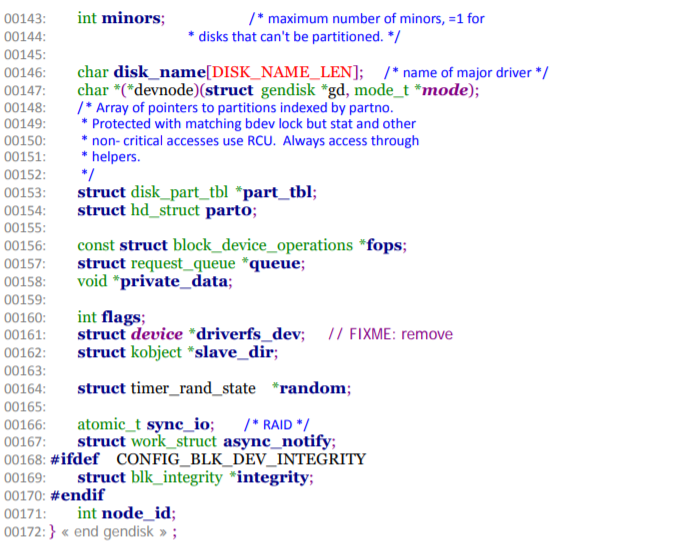 00143: int minors; /* maximum number of minors, =1 for
00144: * disks that can't be partitioned. */
00145:
00146: char disk_name[DISK_NAME_LEN]; /* name of major driver */
00147: char *(*devnode)(struct gendisk *gd, mode_t *mode);
00148: /* Array of pointers to partitions indexed by partno.
00149: * Protected with matching bdev lock but stat and other
00150: * non- critical accesses use RCU. Always access through
00151: * helpers.
00152: */
00153: struct disk_part_tbl *part_tbl;
00154: struct hd_struct part0;
00155:
00156: const struct block_device_operations *fops;
00157: struct request_queue *queue;
00158: void *private_data;
00159:
00160: int flags;
00161: struct device *driverfs_dev; // FIXME: remove
00162: struct kobject *slave_dir;
00163:
00164: struct timer_rand_state *random;
00165:
00166: atomic_t sync_io; /* RAID */
00167: struct work_struct async_notify;
00168: #ifdef CONFIG_BLK_DEV_INTEGRITY
00169: struct blk_integrity *integrity;
00170: #endif
00171: int node_id;
00172: } « end gendisk » ;